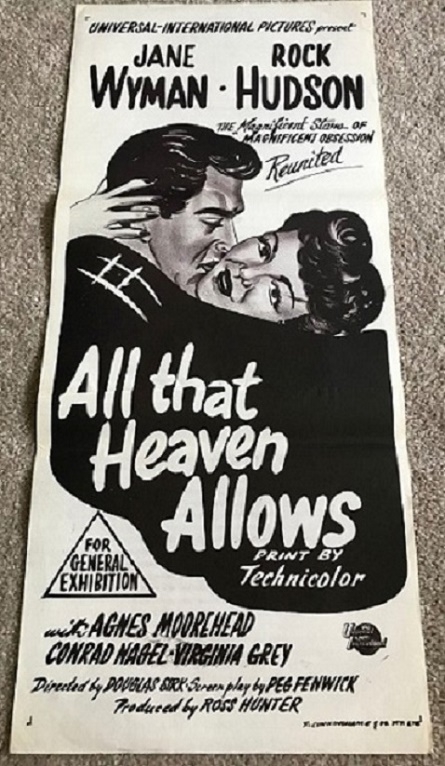 UNIVERSAL-INTERNATIONAL PICTURES present
JANE ROCK
WYMAN · HUDSON
THE Magnificent Stars OF
MAGNIFICENT OBSESSION
Reunited
All that
Heaven
Allows
PRINT BY
Technicolor
FOR
GENERAL
EXHIBITION
with AGNES MOOREHEAD
CONRAD NAGEL · VIRGINIA GREY
Directed by DOUGLAS SIRK · Screenplay by PEG FENWICK
Produced by ROSS HUNTER